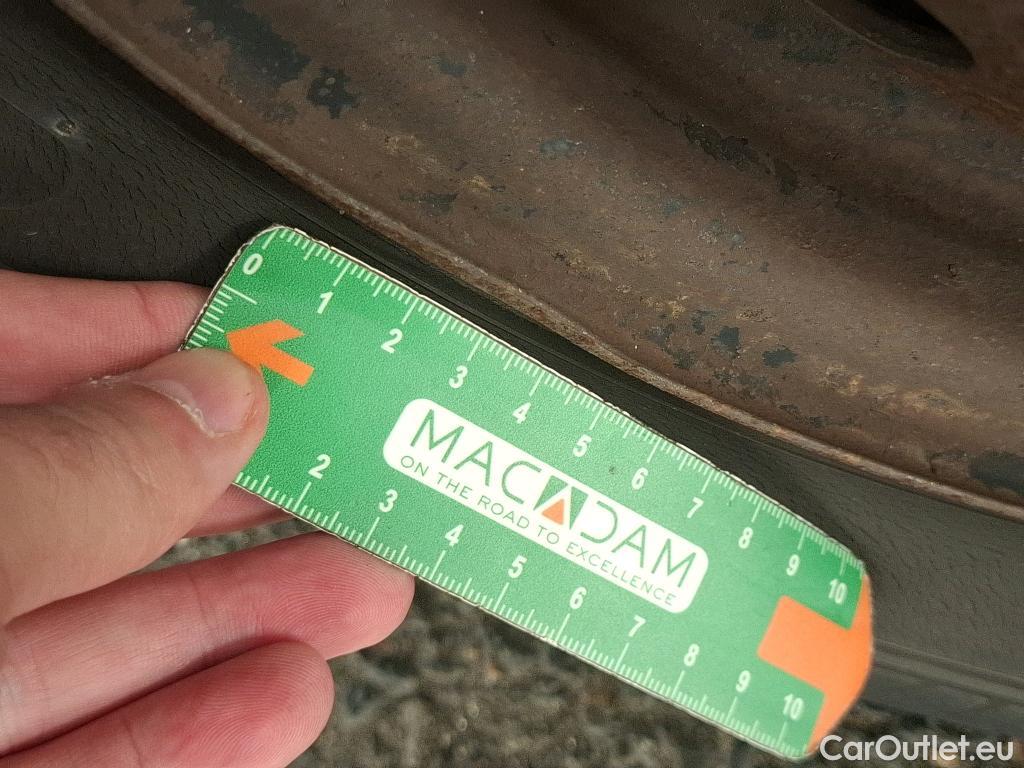 0 1 2 3 4 5 6 7 8 9 10
MACADAM
ON THE ROAD TO EXCELLENCE
2 3 4 5 6 7 8 9 10
CarOutlet.eu